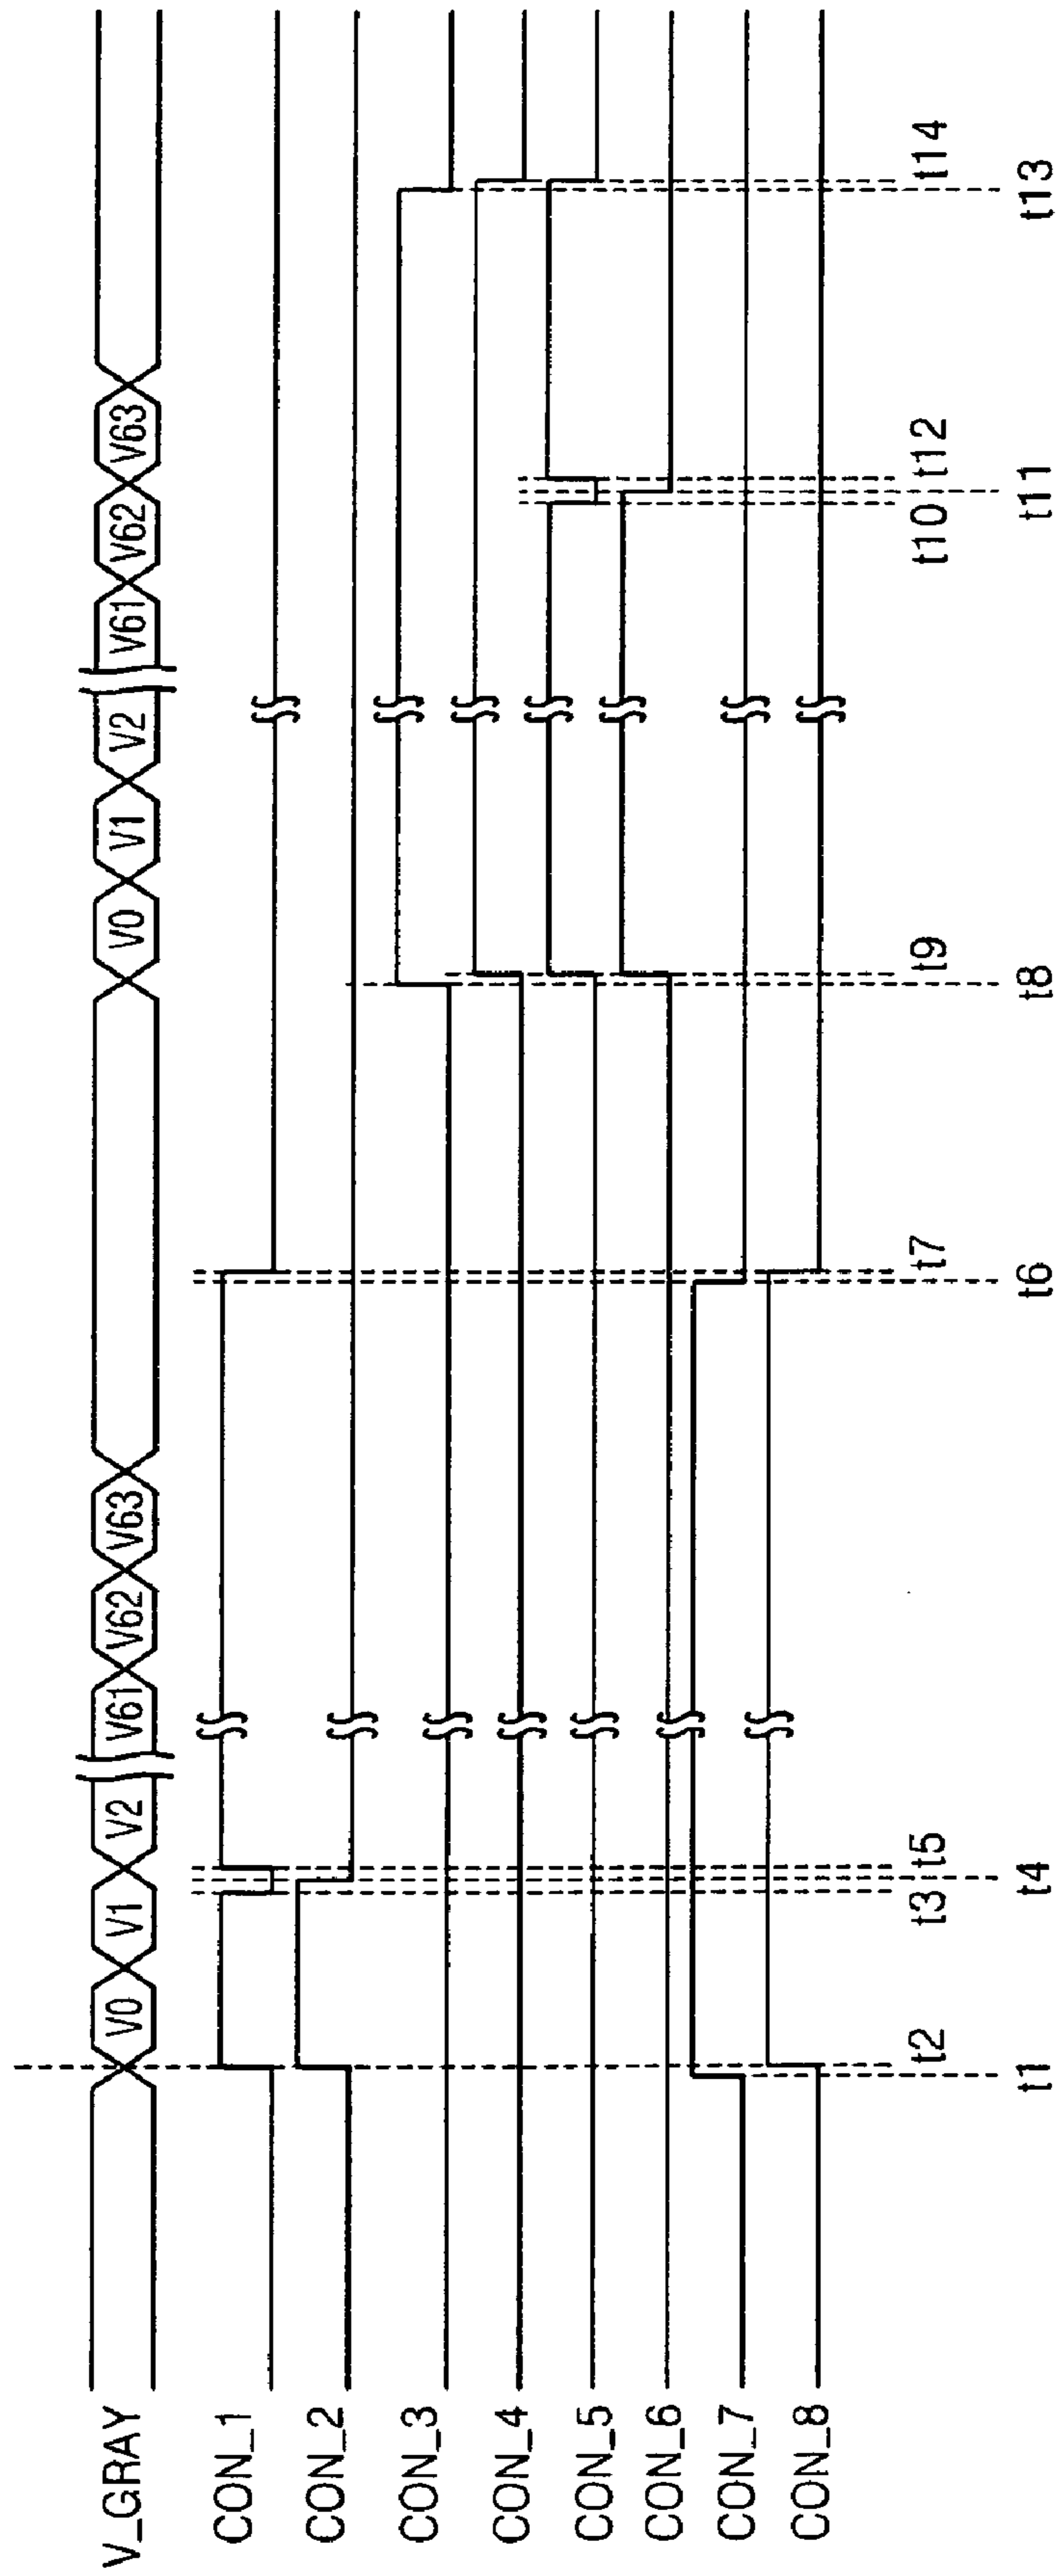 V_GRAY V0 V1 V2 V61 V62 V63 V0 V1 V2 V61 V62 V63
CON_1
CON_2
CON_3
CON_4
CON_5
CON_6
CON_7
CON_8
t2 t3 t5 t7 t9 t10 t12 t14
t1 t4 t6 t8 t11 t13